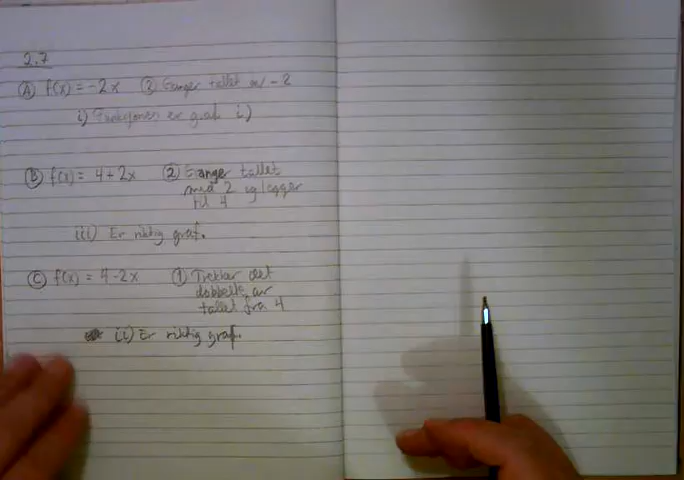 2.7
Ⓐ f(x) = -2x ③ Ganger tallet av -2
i) Funksjonen er graf i)
Ⓑ f(x) = 4+2x ② Ganger tallet
med 2 og legger
til 4
iii) Er riktig graf.
Ⓒ f(x) = 4-2x ① Trekker det
dobbelte av
tallet fra 4
ii) Er riktig graf.